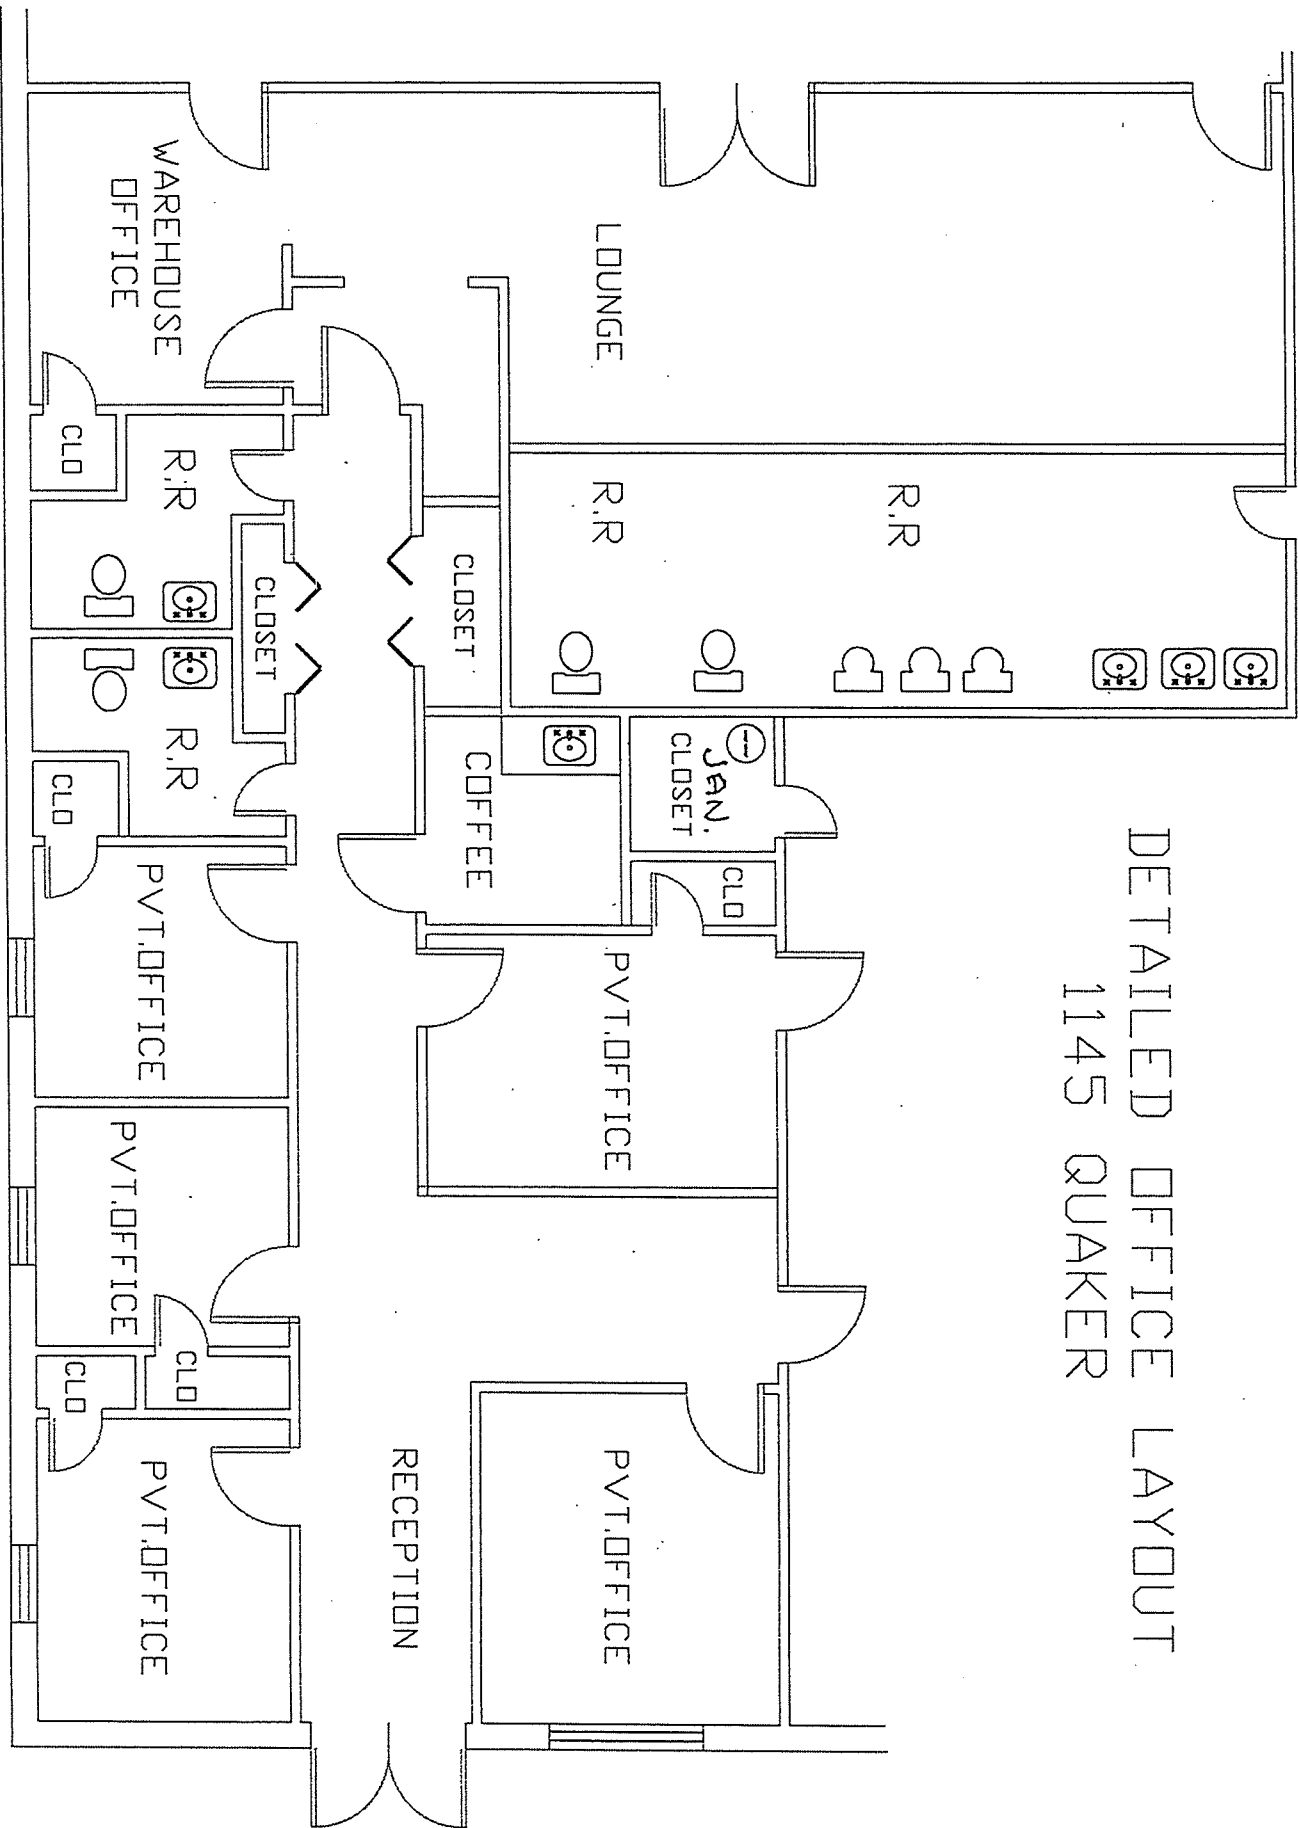 DETAILED OFFICE LAYOUT
1145 QUAKER
R.R
JAN.
CLOSET
CLO
LOUNGE
R.R
PVT.OFFICE
PVT.OFFICE
CLOSET
COFFEE
RECEPTION
CLOSET
WAREHOUSE
OFFICE
R.R
R.R
PVT.OFFICE
PVT.OFFICE
CLO
PVT.OFFICE
CLO
CLO
CLO